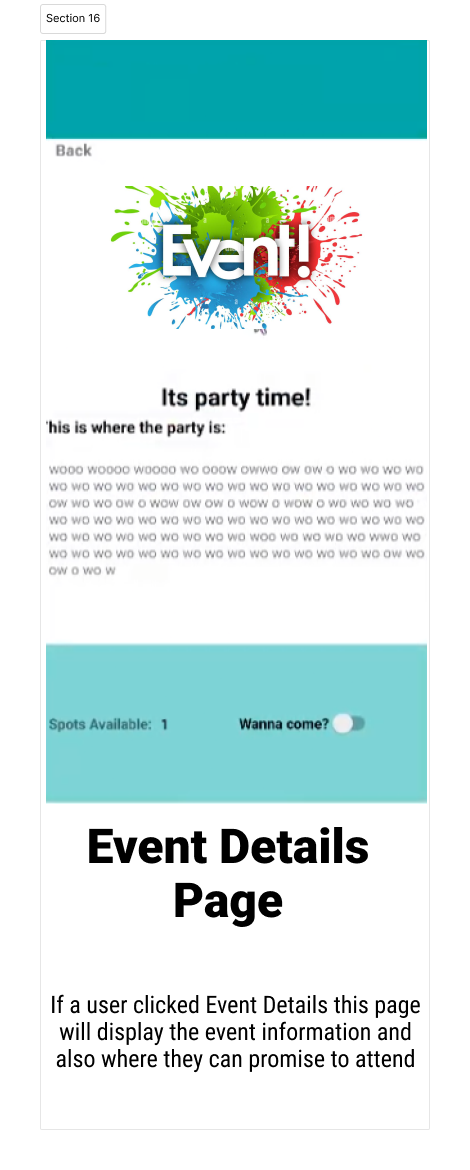 Section 16
Back
Event!
Its party time!
his is where the party is:
wooo woooo woooo wo ooow owwo ow ow o wo wo wo wo
wo wo wo wo wo wo wo wo wo wo wo wo wo wo wo wo wo
ow wo wo ow o wow ow ow o wow o wow o wo wo wo wo
wo wo wo wo wo wo wo wo wo wo wo wo wo wo wo wo wo
wo wo wo wo wo wo wo wo wo woo wo wo wo wo wwo wo
wo wo wo wo wo wo wo wo wo wo wo wo wo wo wo ow wo
ow o wo w
Spots Available: 1 Wanna come?
Event Details
Page
If a user clicked Event Details this page
will display the event information and
also where they can promise to attend